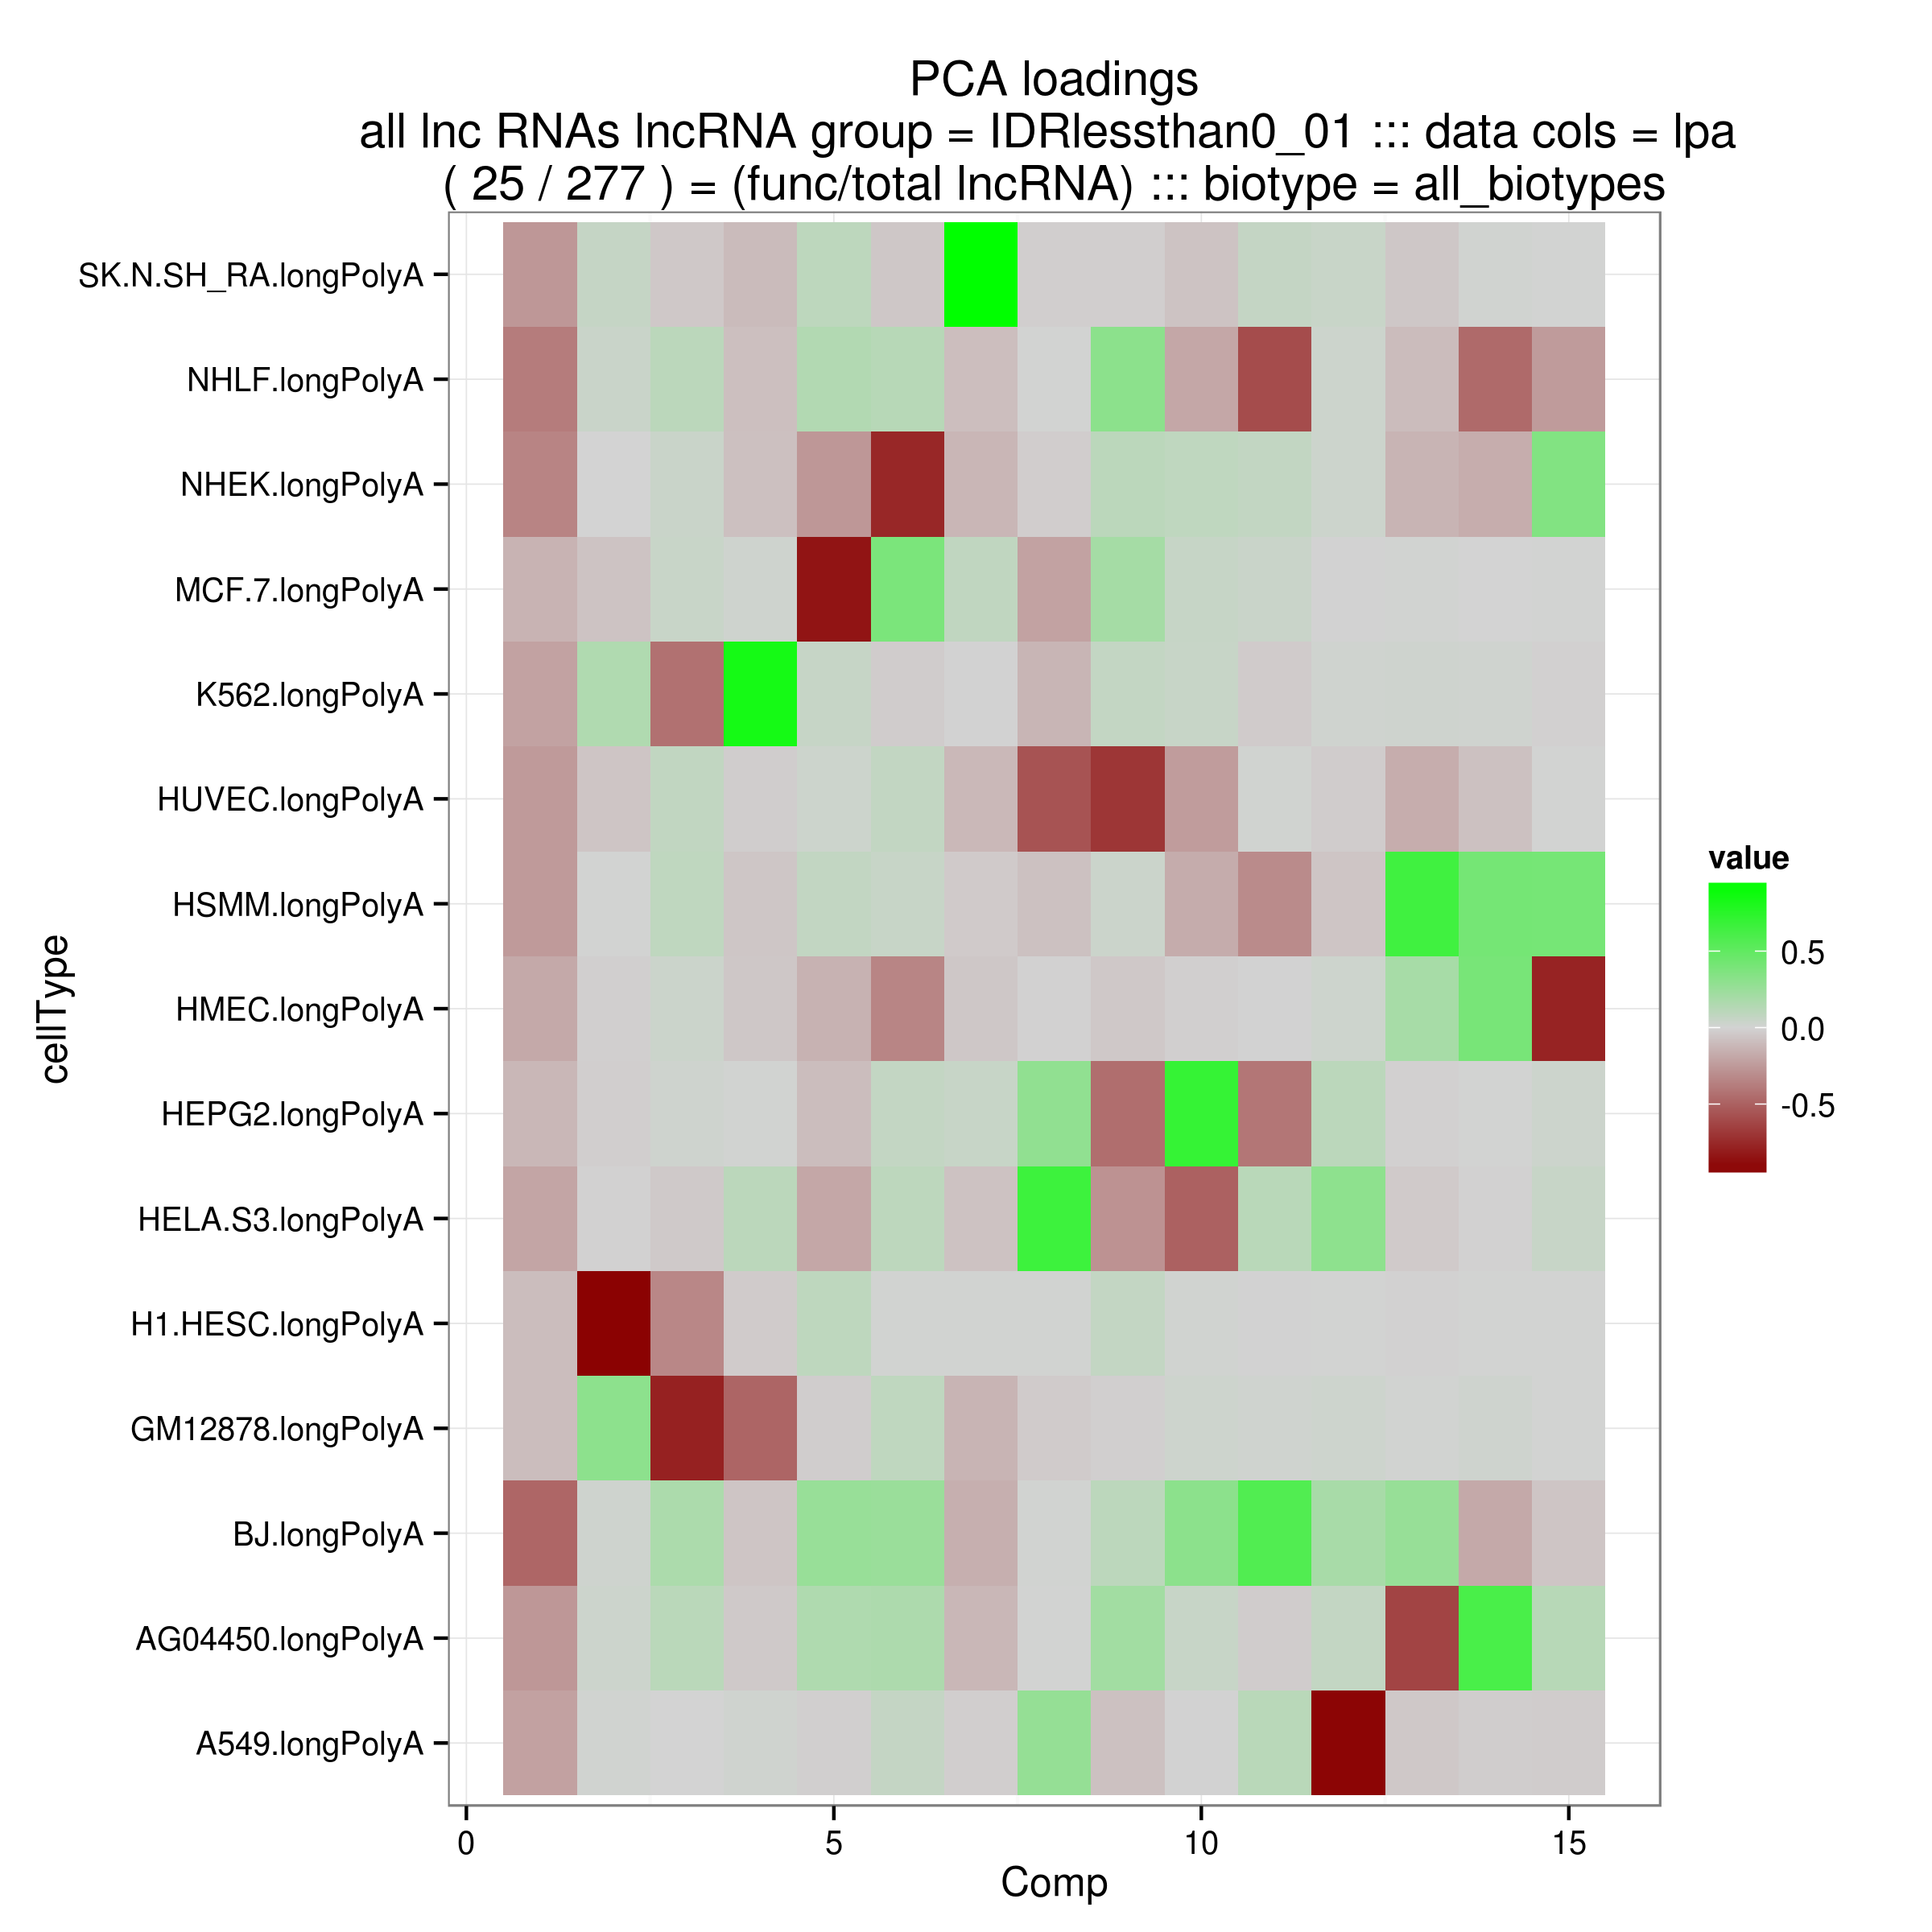 PCA loadings
all lnc RNAs lncRNA group = IDRlessthan0_01 ::: data cols = lpa
( 25 / 277 ) = (func/total lncRNA) ::: biotype = all_biotypes
SK.N.SH_RA.longPolyA
NHLF.longPolyA
NHEK.longPolyA
MCF.7.longPolyA
K562.longPolyA
HUVEC.longPolyA
HSMM.longPolyA
HMEC.longPolyA
HEPG2.longPolyA
HELA.S3.longPolyA
H1.HESC.longPolyA
GM12878.longPolyA
BJ.longPolyA
AG04450.longPolyA
A549.longPolyA
cellType
0 5 10 15
Comp
value
0.5
0.0
-0.5